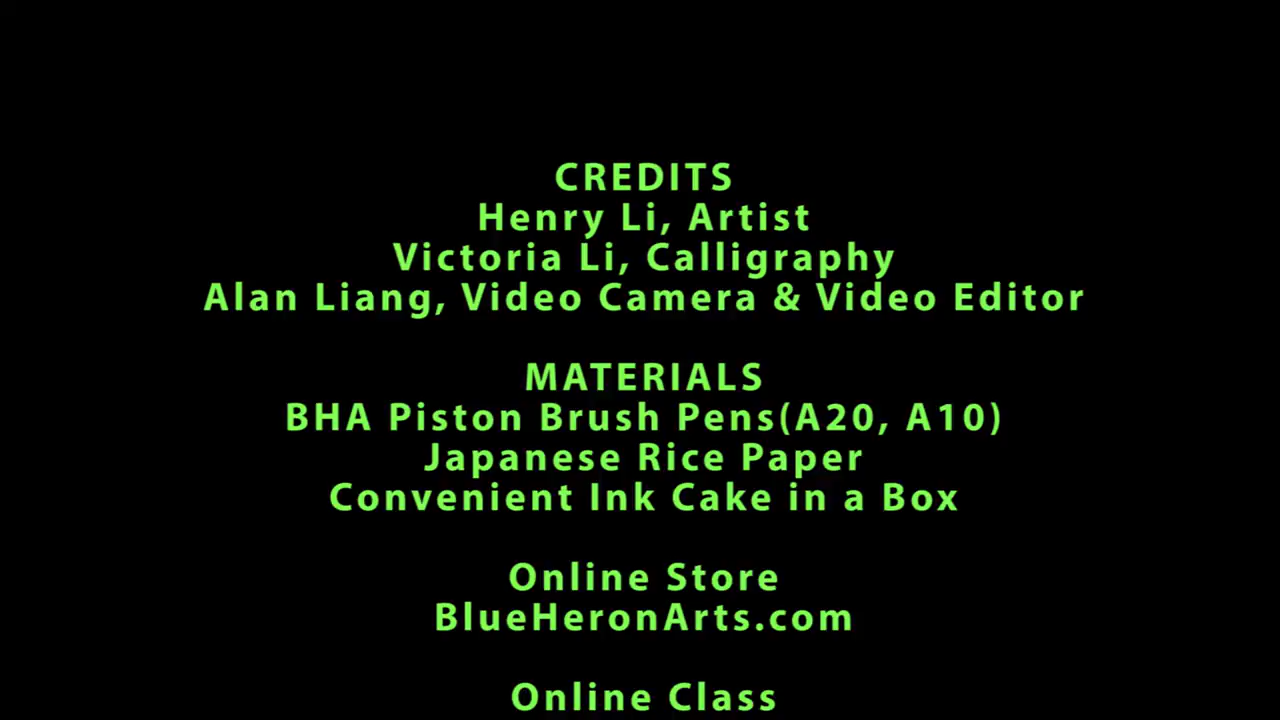 CREDITS
Henry Li, Artist
Victoria Li, Calligraphy
Alan Liang, Video Camera & Video Editor
MATERIALS
BHA Piston Brush Pens(A20, A10)
Japanese Rice Paper
Convenient Ink Cake in a Box
Online Store
BlueHeronArts.com
Online Class